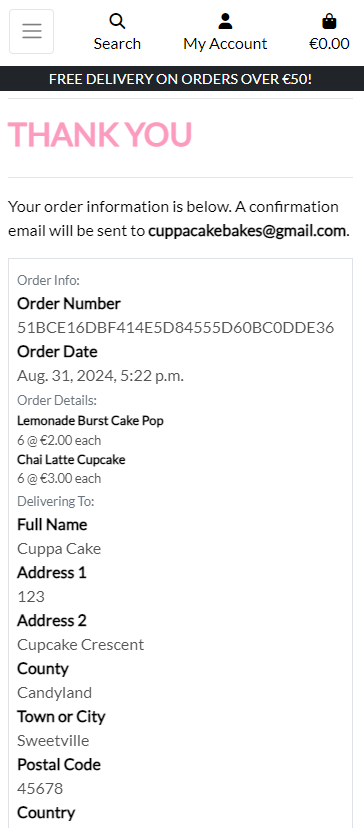 Search
My Account
€0.00
FREE DELIVERY ON ORDERS OVER €50!
THANK YOU
Your order information is below. A confirmation
email will be sent to cuppacakebakes@gmail.com.
Order Info:
Order Number
51BCE16DBF414E5D84555D60BC0DDE36
Order Date
Aug. 31, 2024, 5:22 p.m.
Order Details:
Lemonade Burst Cake Pop
6 @ €2.00 each
Chai Latte Cupcake
6 @ €3.00 each
Delivering To:
Full Name
Cuppa Cake
Address 1
123
Address 2
Cupcake Crescent
County
Candyland
Town or City
Sweetville
Postal Code
45678
Country